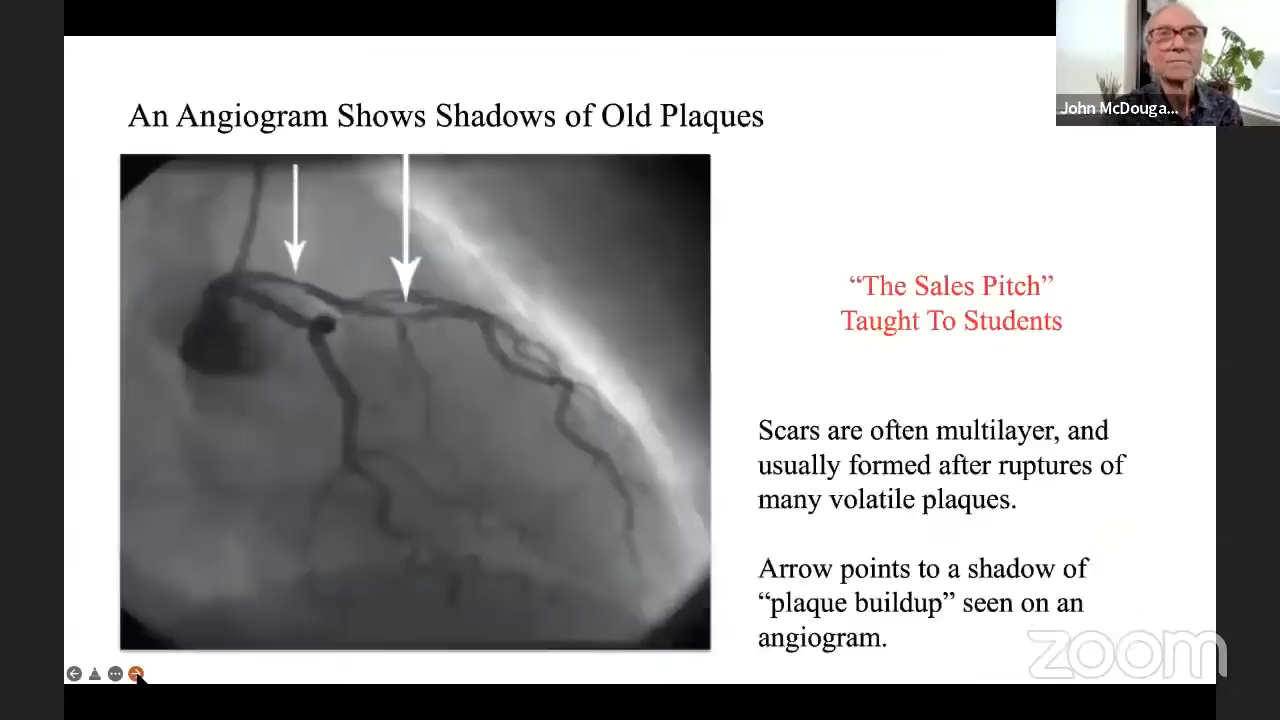 John McDouga...
An Angiogram Shows Shadows of Old Plaques
“The Sales Pitch”
Taught To Students
Scars are often multilayer, and
usually formed after ruptures of
many volatile plaques.
Arrow points to a shadow of
“plaque buildup” seen on an
angiogram.
zoom